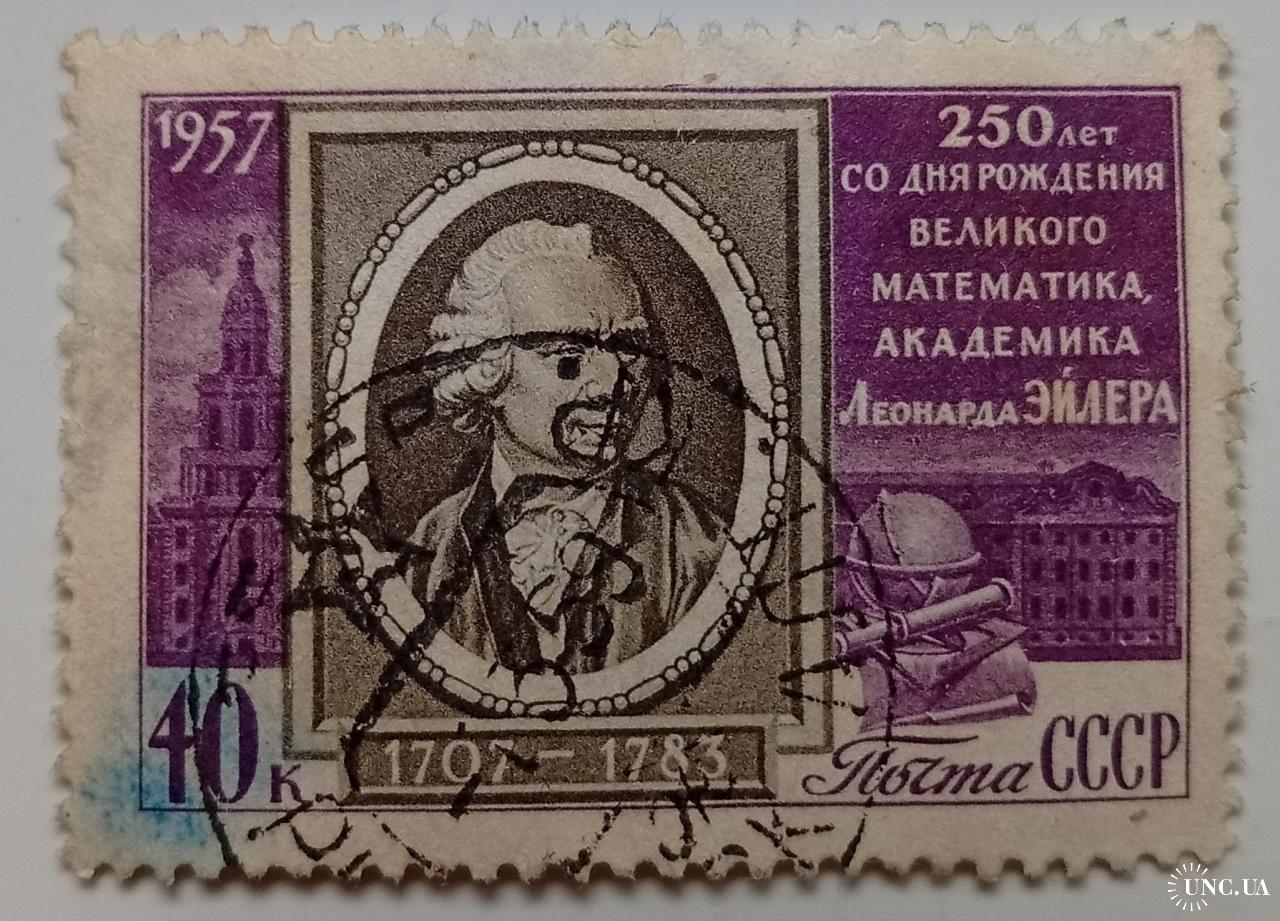 1957
250 лет
СО ДНЯ РОЖДЕНИЯ
ВЕЛИКОГО
МАТЕМАТИКА,
АКАДЕМИКА
Леонарда ЭЙЛЕРА
40 к
1707 – 1783
Почта СССР
UNC.UA